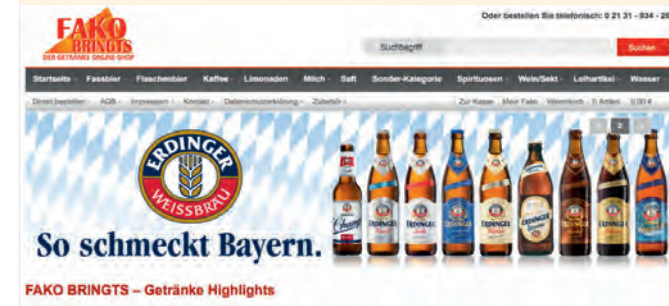 Oder bestellen Sie telefonisch: 0 21 31 - 934 - 28
FAKO
BRINGTS
DER GETRÄNKE ONLINE-SHOP
Suchbegriff
Suchen
Startseite Fassbier Flaschenbier Kaffee Limonaden Milch Saft Sonder-Kategorie Spirituosen Wein/Sekt Leihartikel Wasser
Direkt bestellen AGB Impressum Kontakt Datenschutzerklärung Zubehör Zur Kasse Mein Fako Warenkorb 0 Artikel 0,00 €
2
ERDINGER
WEISSBRÄU
So schmeckt Bayern.
FAKO BRINGTS – Getränke Highlights